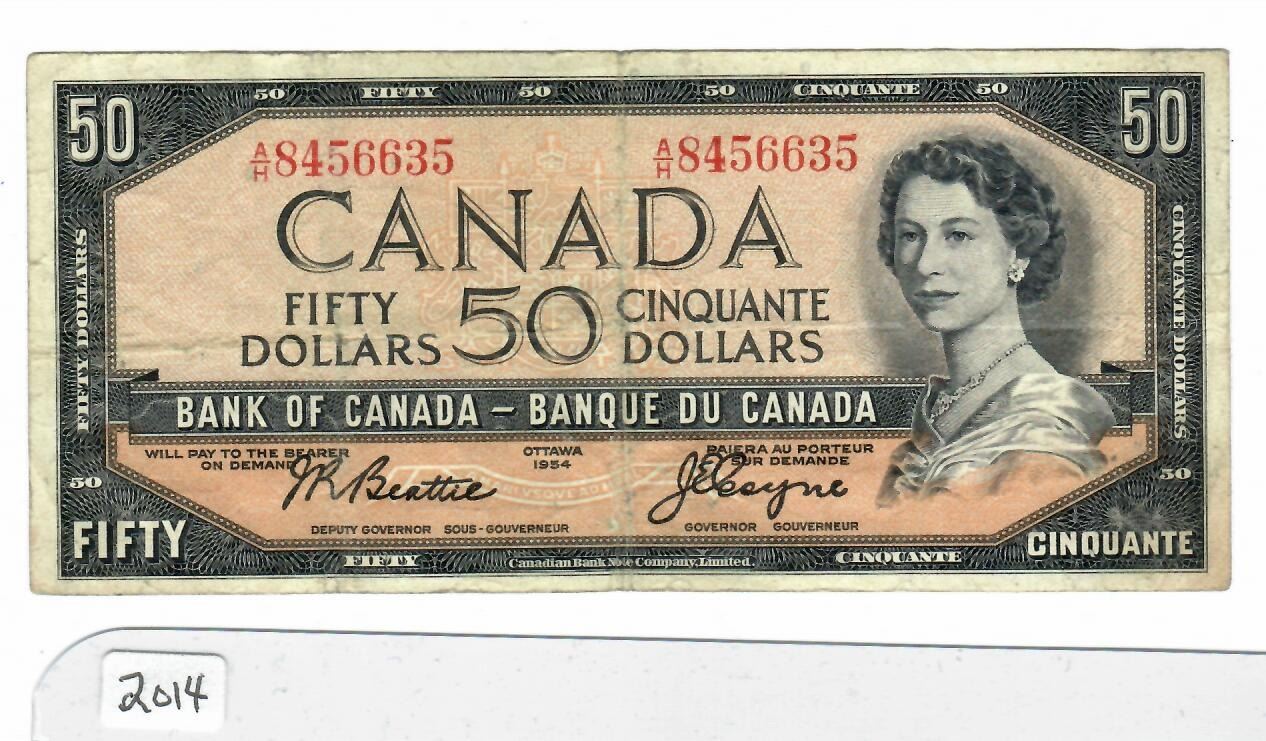 50 FIFTY 50 50 CINQUANTE 50
50 50
A/H 8456635 A/H 8456635
CANADA
FIFTY DOLLARS
FIFTY
DOLLARS
50
CINQUANTE
DOLLARS
CINQUANTE DOLLARS
BANK OF CANADA – BANQUE DU CANADA
WILL PAY TO THE BEARER
ON DEMAND
OTTAWA
1954
PAIERA AU PORTEUR
SUR DEMANDE
JR Beattie
J E Coyne
50 50
DEPUTY GOVERNOR SOUS-GOUVERNEUR
GOVERNOR GOUVERNEUR
FIFTY CINQUANTE
FIFTY Canadian Bank Note Company, Limited. CINQUANTE
2014